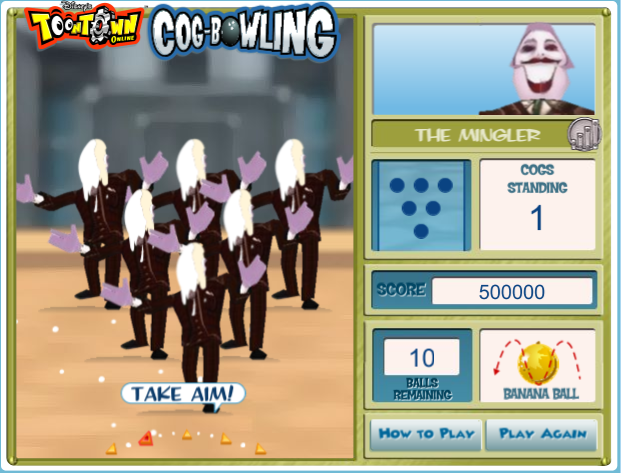 Disney's
TOONTOWN
ONLINE
COG-BOWLING
THE MINGLER
COGS
STANDING
1
SCORE 500000
10
BALLS
REMAINING
BANANA BALL
TAKE AIM!
HOW TO PLAY
PLAY AGAIN